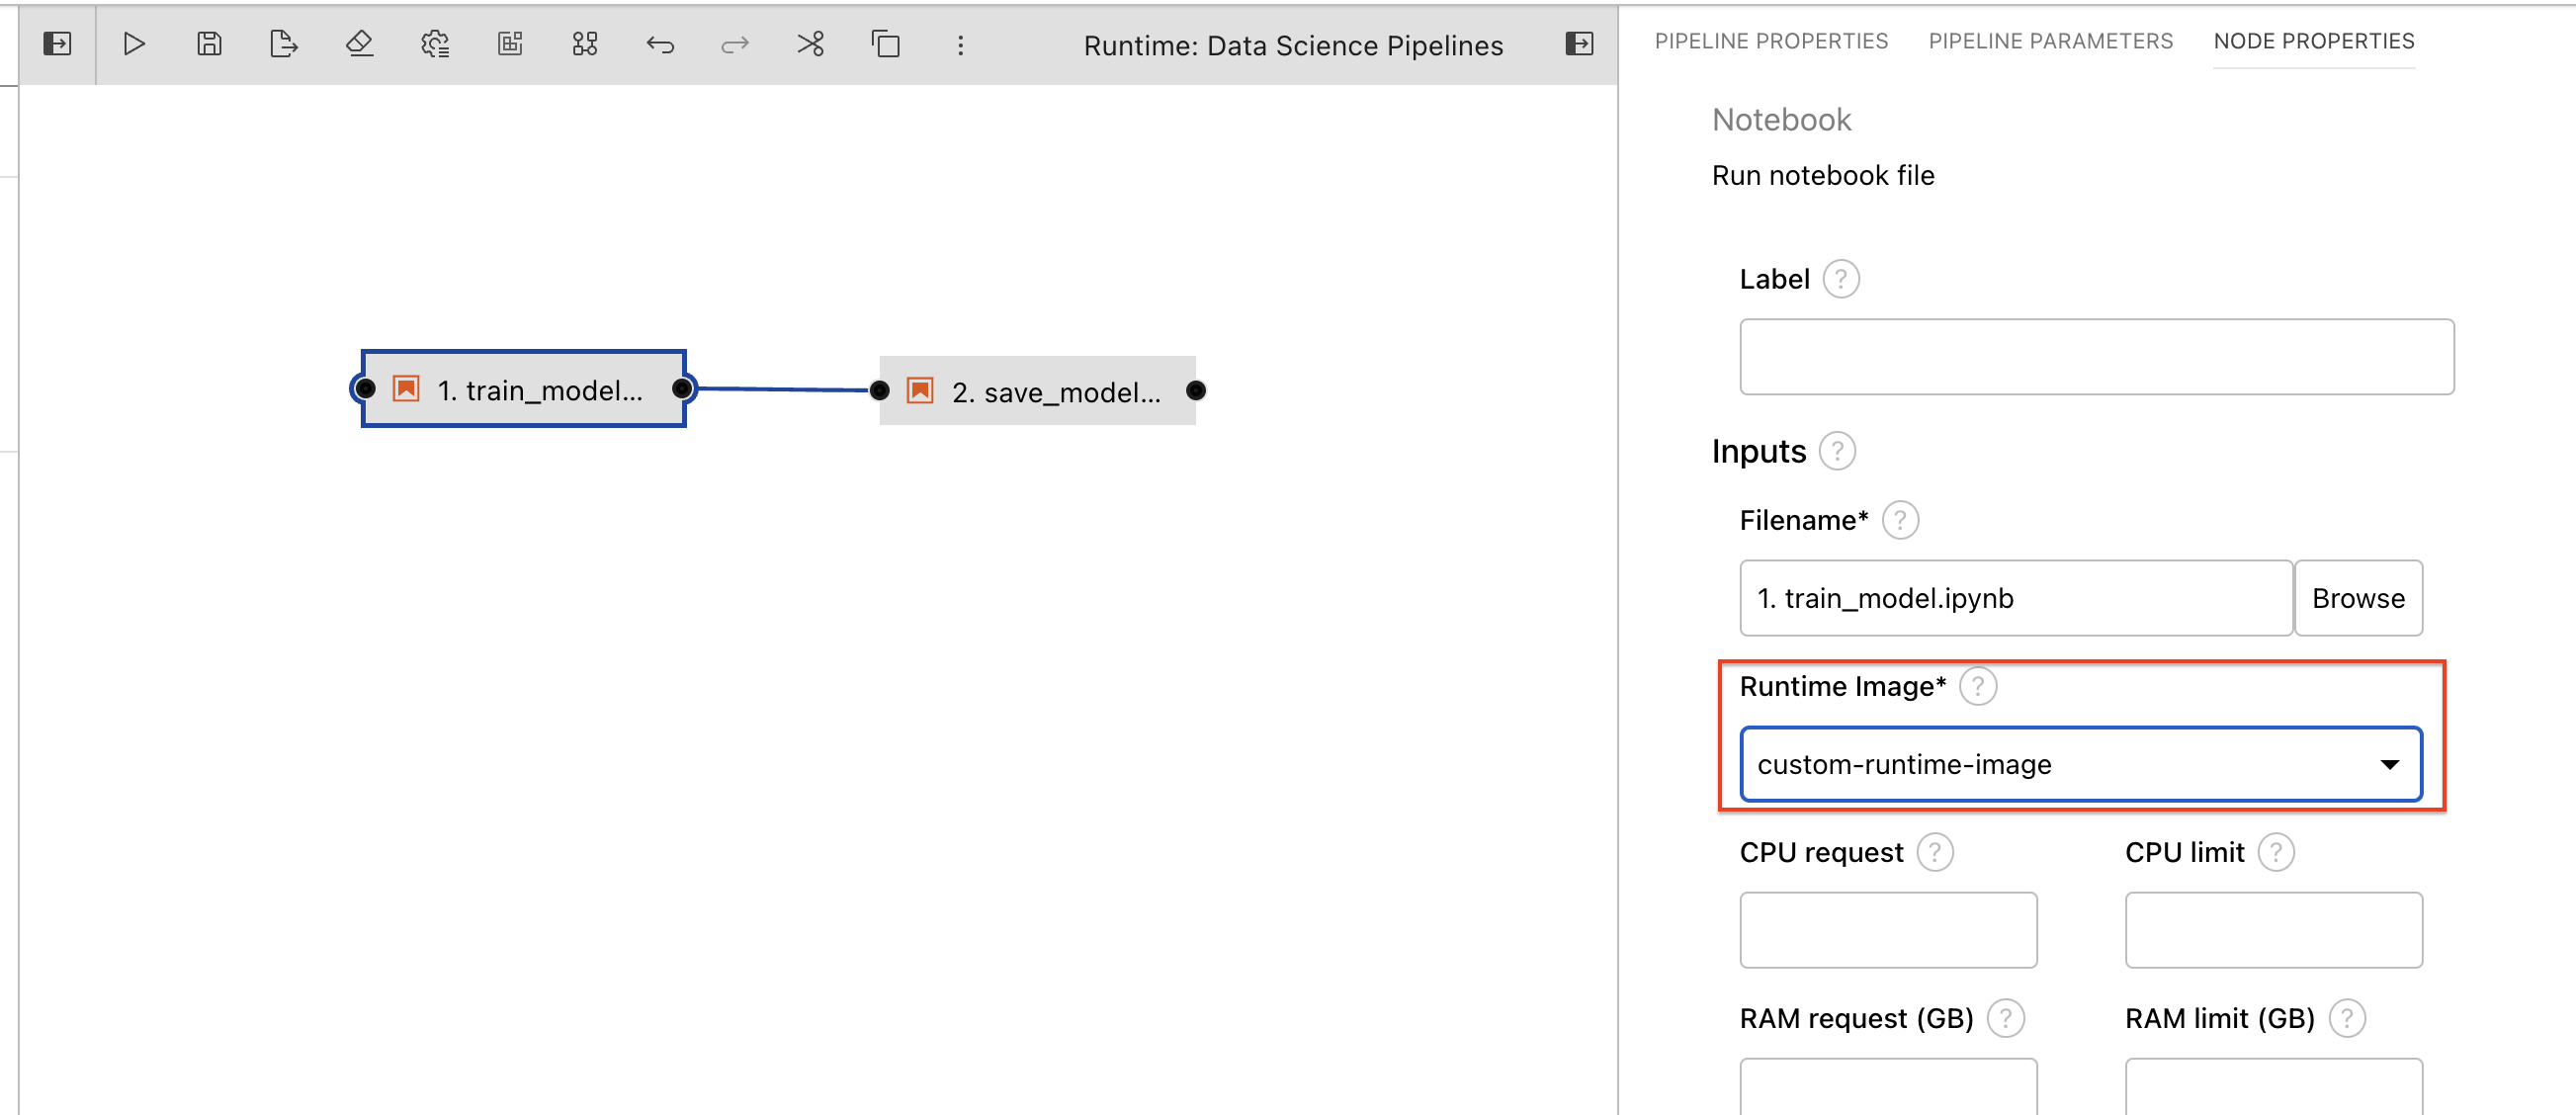 Runtime: Data Science Pipelines
1. train_model...
2. save_model...
PIPELINE PROPERTIES PIPELINE PARAMETERS NODE PROPERTIES
Notebook
Run notebook file
Label ?
Inputs ?
Filename* ?
1. train_model.ipynb Browse
Runtime Image* ?
custom-runtime-image
CPU request ? CPU limit ?
RAM request (GB) ? RAM limit (GB) ?